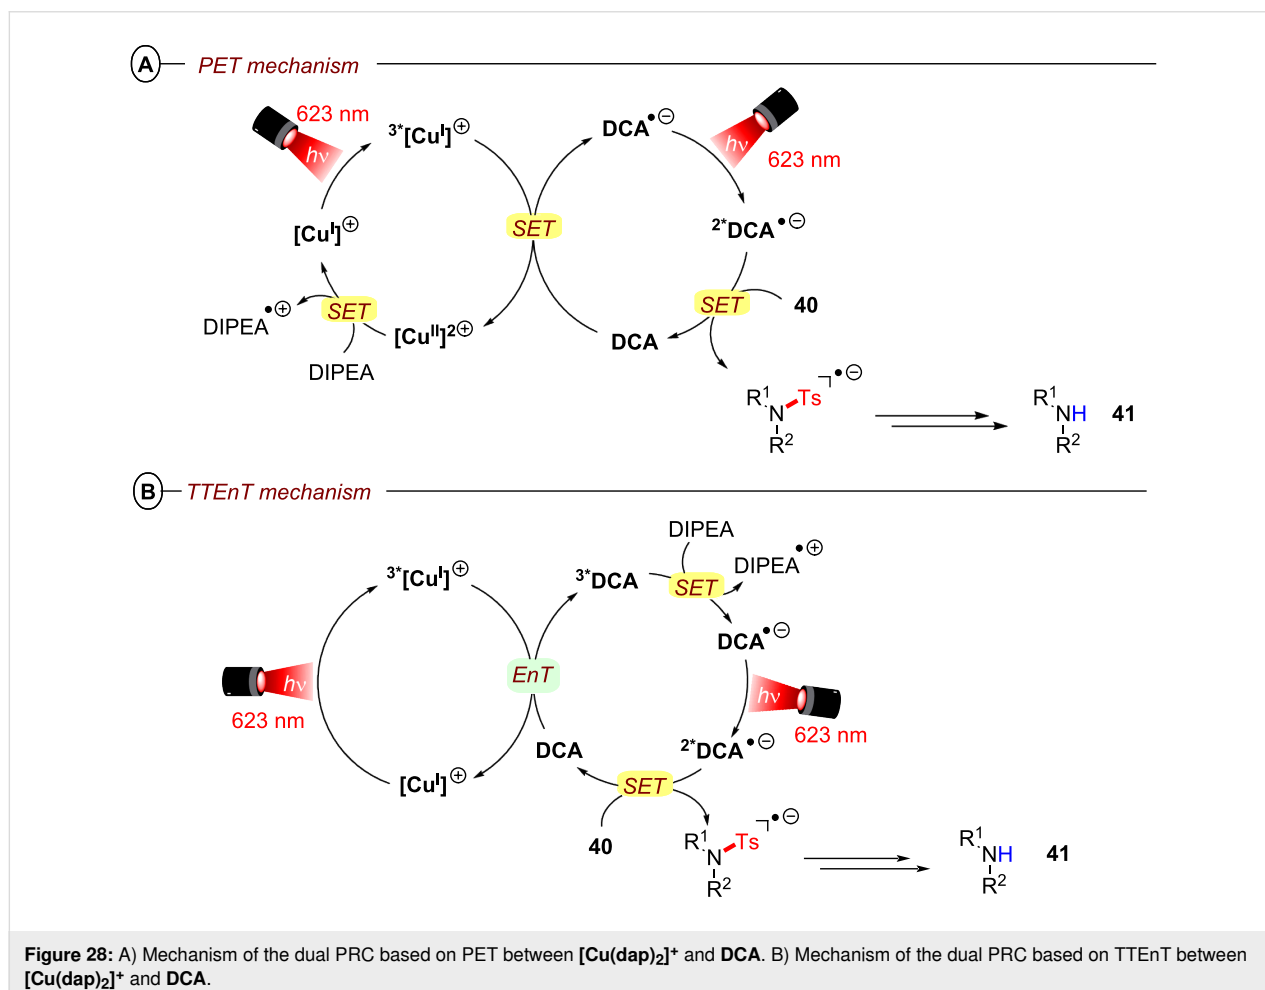 A PET mechanism
623 nm
hν
³*[Cuᴵ]⊕
DCA•⊖
hν
623 nm
[Cuᴵ]⊕
SET
²*DCA•⊖
DIPEA•⊕
SET
[Cuᴵᴵ]²⊕
DIPEA
DCA
SET
40
R¹
N
Ts
R²
•⊖
R¹
NH
R²
41
B TTEnT mechanism
DIPEA
³*[Cuᴵ]⊕
³*DCA
SET
DIPEA•⊕
DCA•⊖
EnT
hν
623 nm
hν
623 nm
[Cuᴵ]⊕
DCA
²*DCA•⊖
SET
40
R¹
N
Ts
R²
•⊖
R¹
NH
R²
41
Figure 28: A) Mechanism of the dual PRC based on PET between [Cu(dap)₂]⁺ and DCA. B) Mechanism of the dual PRC based on TTEnT between
[Cu(dap)₂]⁺ and DCA.